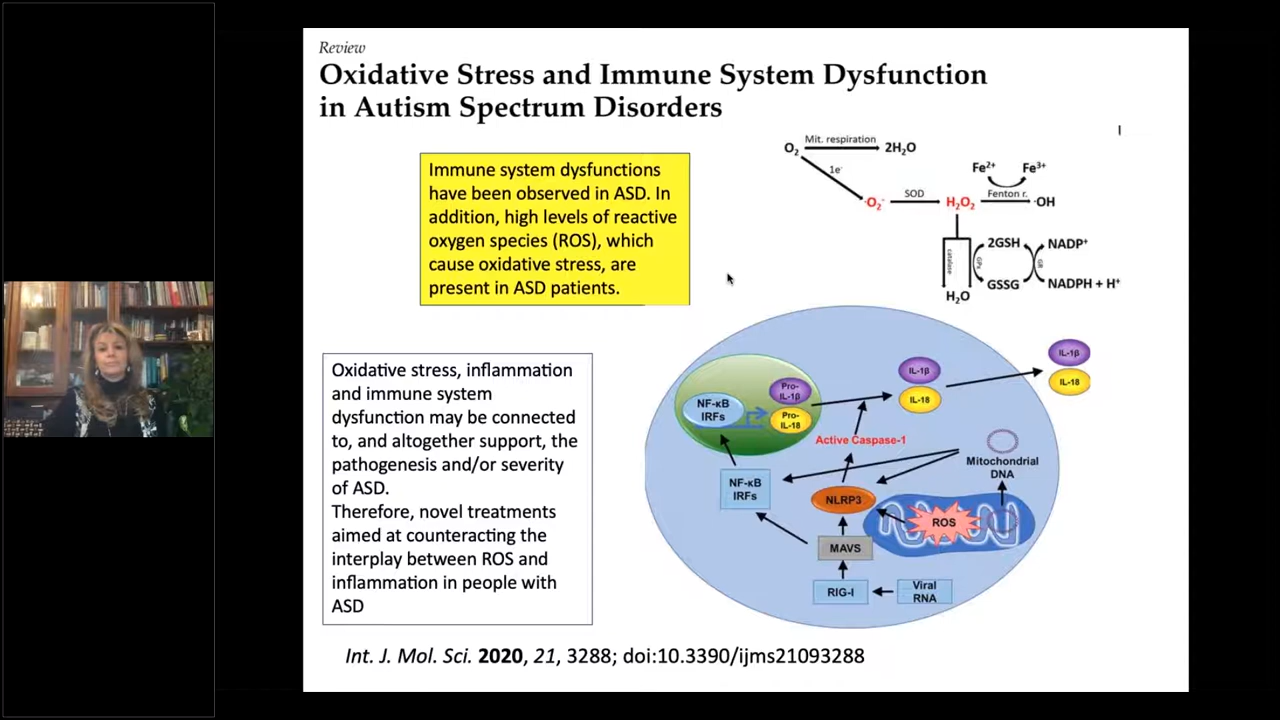 Review
Oxidative Stress and Immune System Dysfunction
in Autism Spectrum Disorders
Immune system dysfunctions
have been observed in ASD. In
addition, high levels of reactive
oxygen species (ROS), which
cause oxidative stress, are
present in ASD patients.
O₂
Mit. respiration
2H₂O
1e⁻
·O₂⁻
SOD
H₂O₂
Fe²⁺
Fe³⁺
Fenton r.
·OH
catalase
GPx
2GSH
GSSG
GR
NADP⁺
NADPH + H⁺
H₂O
Oxidative stress, inflammation
and immune system
dysfunction may be connected
to, and altogether support, the
pathogenesis and/or severity
of ASD.
Therefore, novel treatments
aimed at counteracting the
interplay between ROS and
inflammation in people with
ASD
NF-κB
IRFs
Pro-
IL-1β
Pro-
IL-18
IL-1β
IL-18
IL-1β
IL-18
Active Caspase-1
Mitochondrial
DNA
NF-κB
IRFs
NLRP3
ROS
MAVS
RIG-I
Viral
RNA
Int. J. Mol. Sci. 2020, 21, 3288; doi:10.3390/ijms21093288